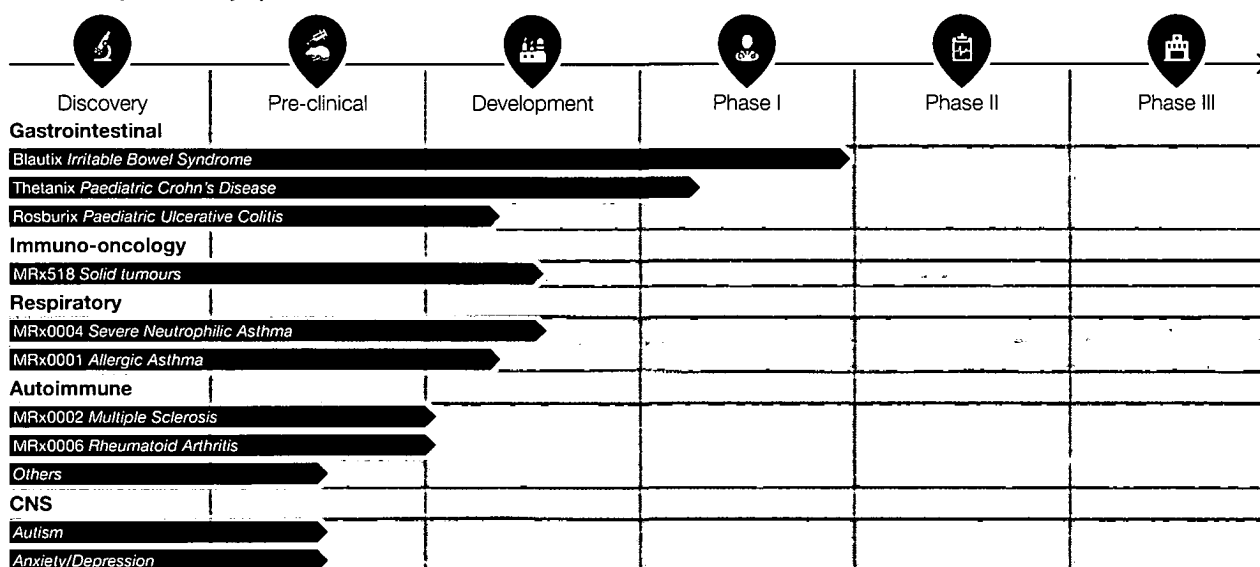 Discovery Pre-clinical Development Phase I Phase II Phase III
Gastrointestinal
Blautix Irritable Bowel Syndrome
Thetanix Paediatric Crohn's Disease
Rosburix Paediatric Ulcerative Colitis
Immuno-oncology
MRx518 Solid tumours
Respiratory
MRx0004 Severe Neutrophilic Asthma
MRx0001 Allergic Asthma
Autoimmune
MRx0002 Multiple Sclerosis
MRx0006 Rheumatoid Arthritis
Others
CNS
Autism
Anxiety/Depression